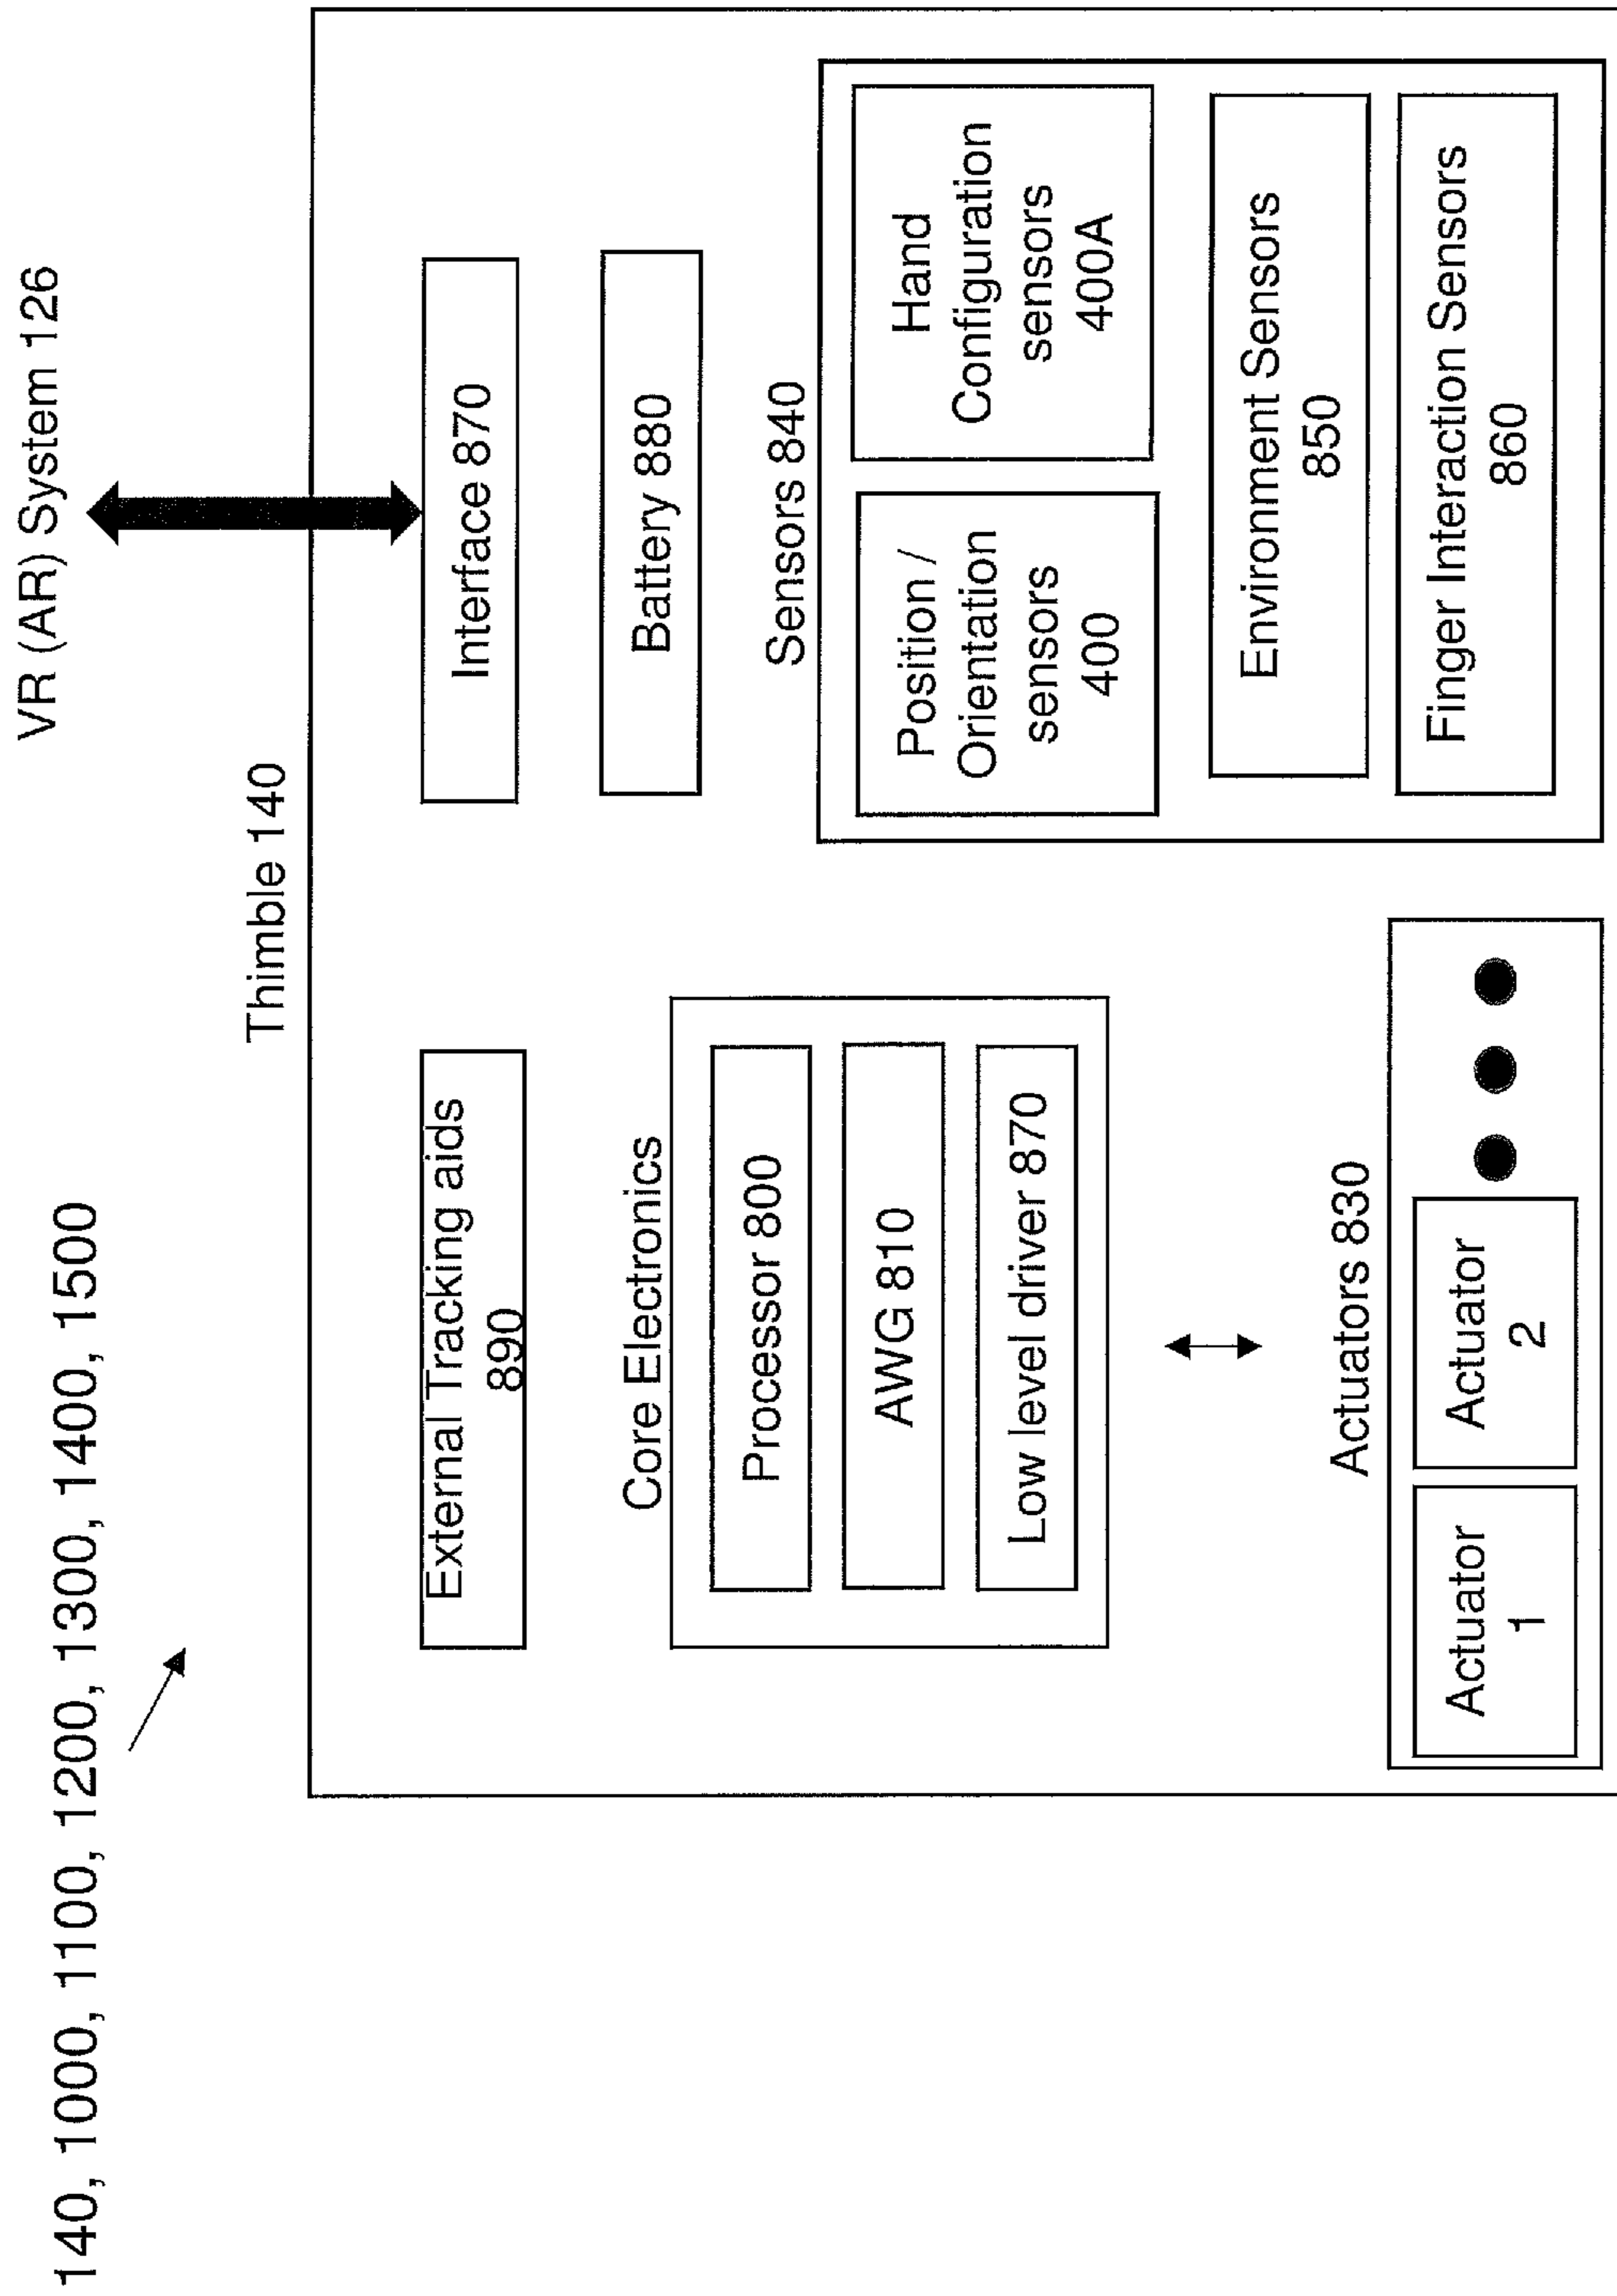 140, 1000, 1100, 1200, 1300, 1400, 1500
VR (AR) System 126
Thimble 140
External Tracking aids
890
Interface 870
Battery 880
Core Electronics
Processor 800
AWG 810
Low level driver 870
Sensors 840
Position /
Orientation
sensors
400
Hand
Configuration
sensors
400A
Environment Sensors
850
Finger Interaction Sensors
860
Actuators 830
Actuator
1
Actuator
2